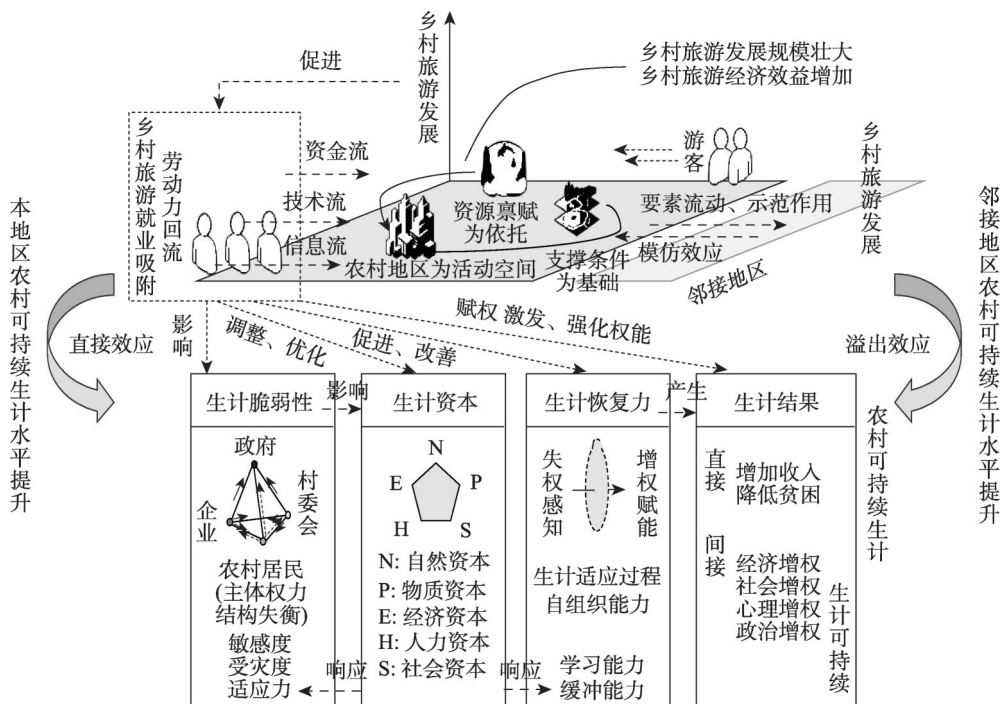 乡村旅游发展
促进
乡村旅游发展规模壮大
乡村旅游经济效益增加
乡村旅游就业吸附
劳动力回流
资金流
技术流
信息流
游客
乡村旅游发展
资源禀赋
为依托
要素流动、示范作用
模仿效应
农村地区为活动空间
支撑条件
为基础
邻接地区
本地区农村可持续生计水平提升
直接效应
邻接地区农村可持续生计水平提升
溢出效应
影响
调整、优化
促进、改善
赋权 激发、强化权能
生计脆弱性
影响
生计资本
生计恢复力
产生
生计结果
政府
企业
村委会
农村居民
(主体权力
结构失衡)
敏感度
受灾度
适应力
响应
N
E
P
H
S
N: 自然资本
P: 物质资本
E: 经济资本
H: 人力资本
S: 社会资本
响应
失权感知
增权赋能
生计适应过程
自组织能力
学习能力
缓冲能力
直接
增加收入
降低贫困
间接
经济增权
社会增权
心理增权
政治增权
生计可持续
农村可持续生计